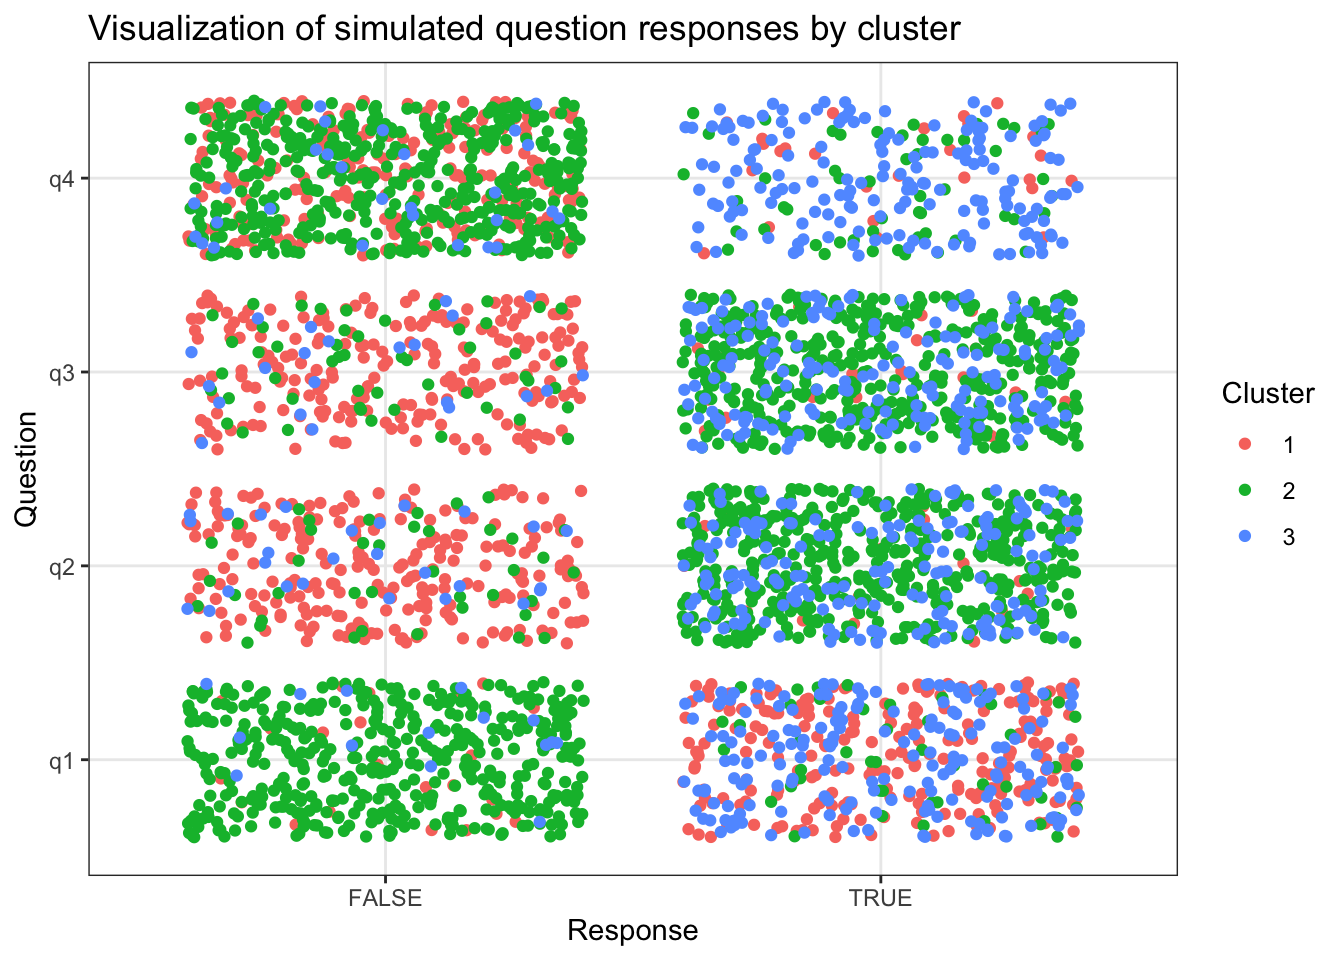 Visualization of simulated question responses by cluster
q4
q3
q2
q1
Question
FALSE
TRUE
Response
Cluster
1
2
3